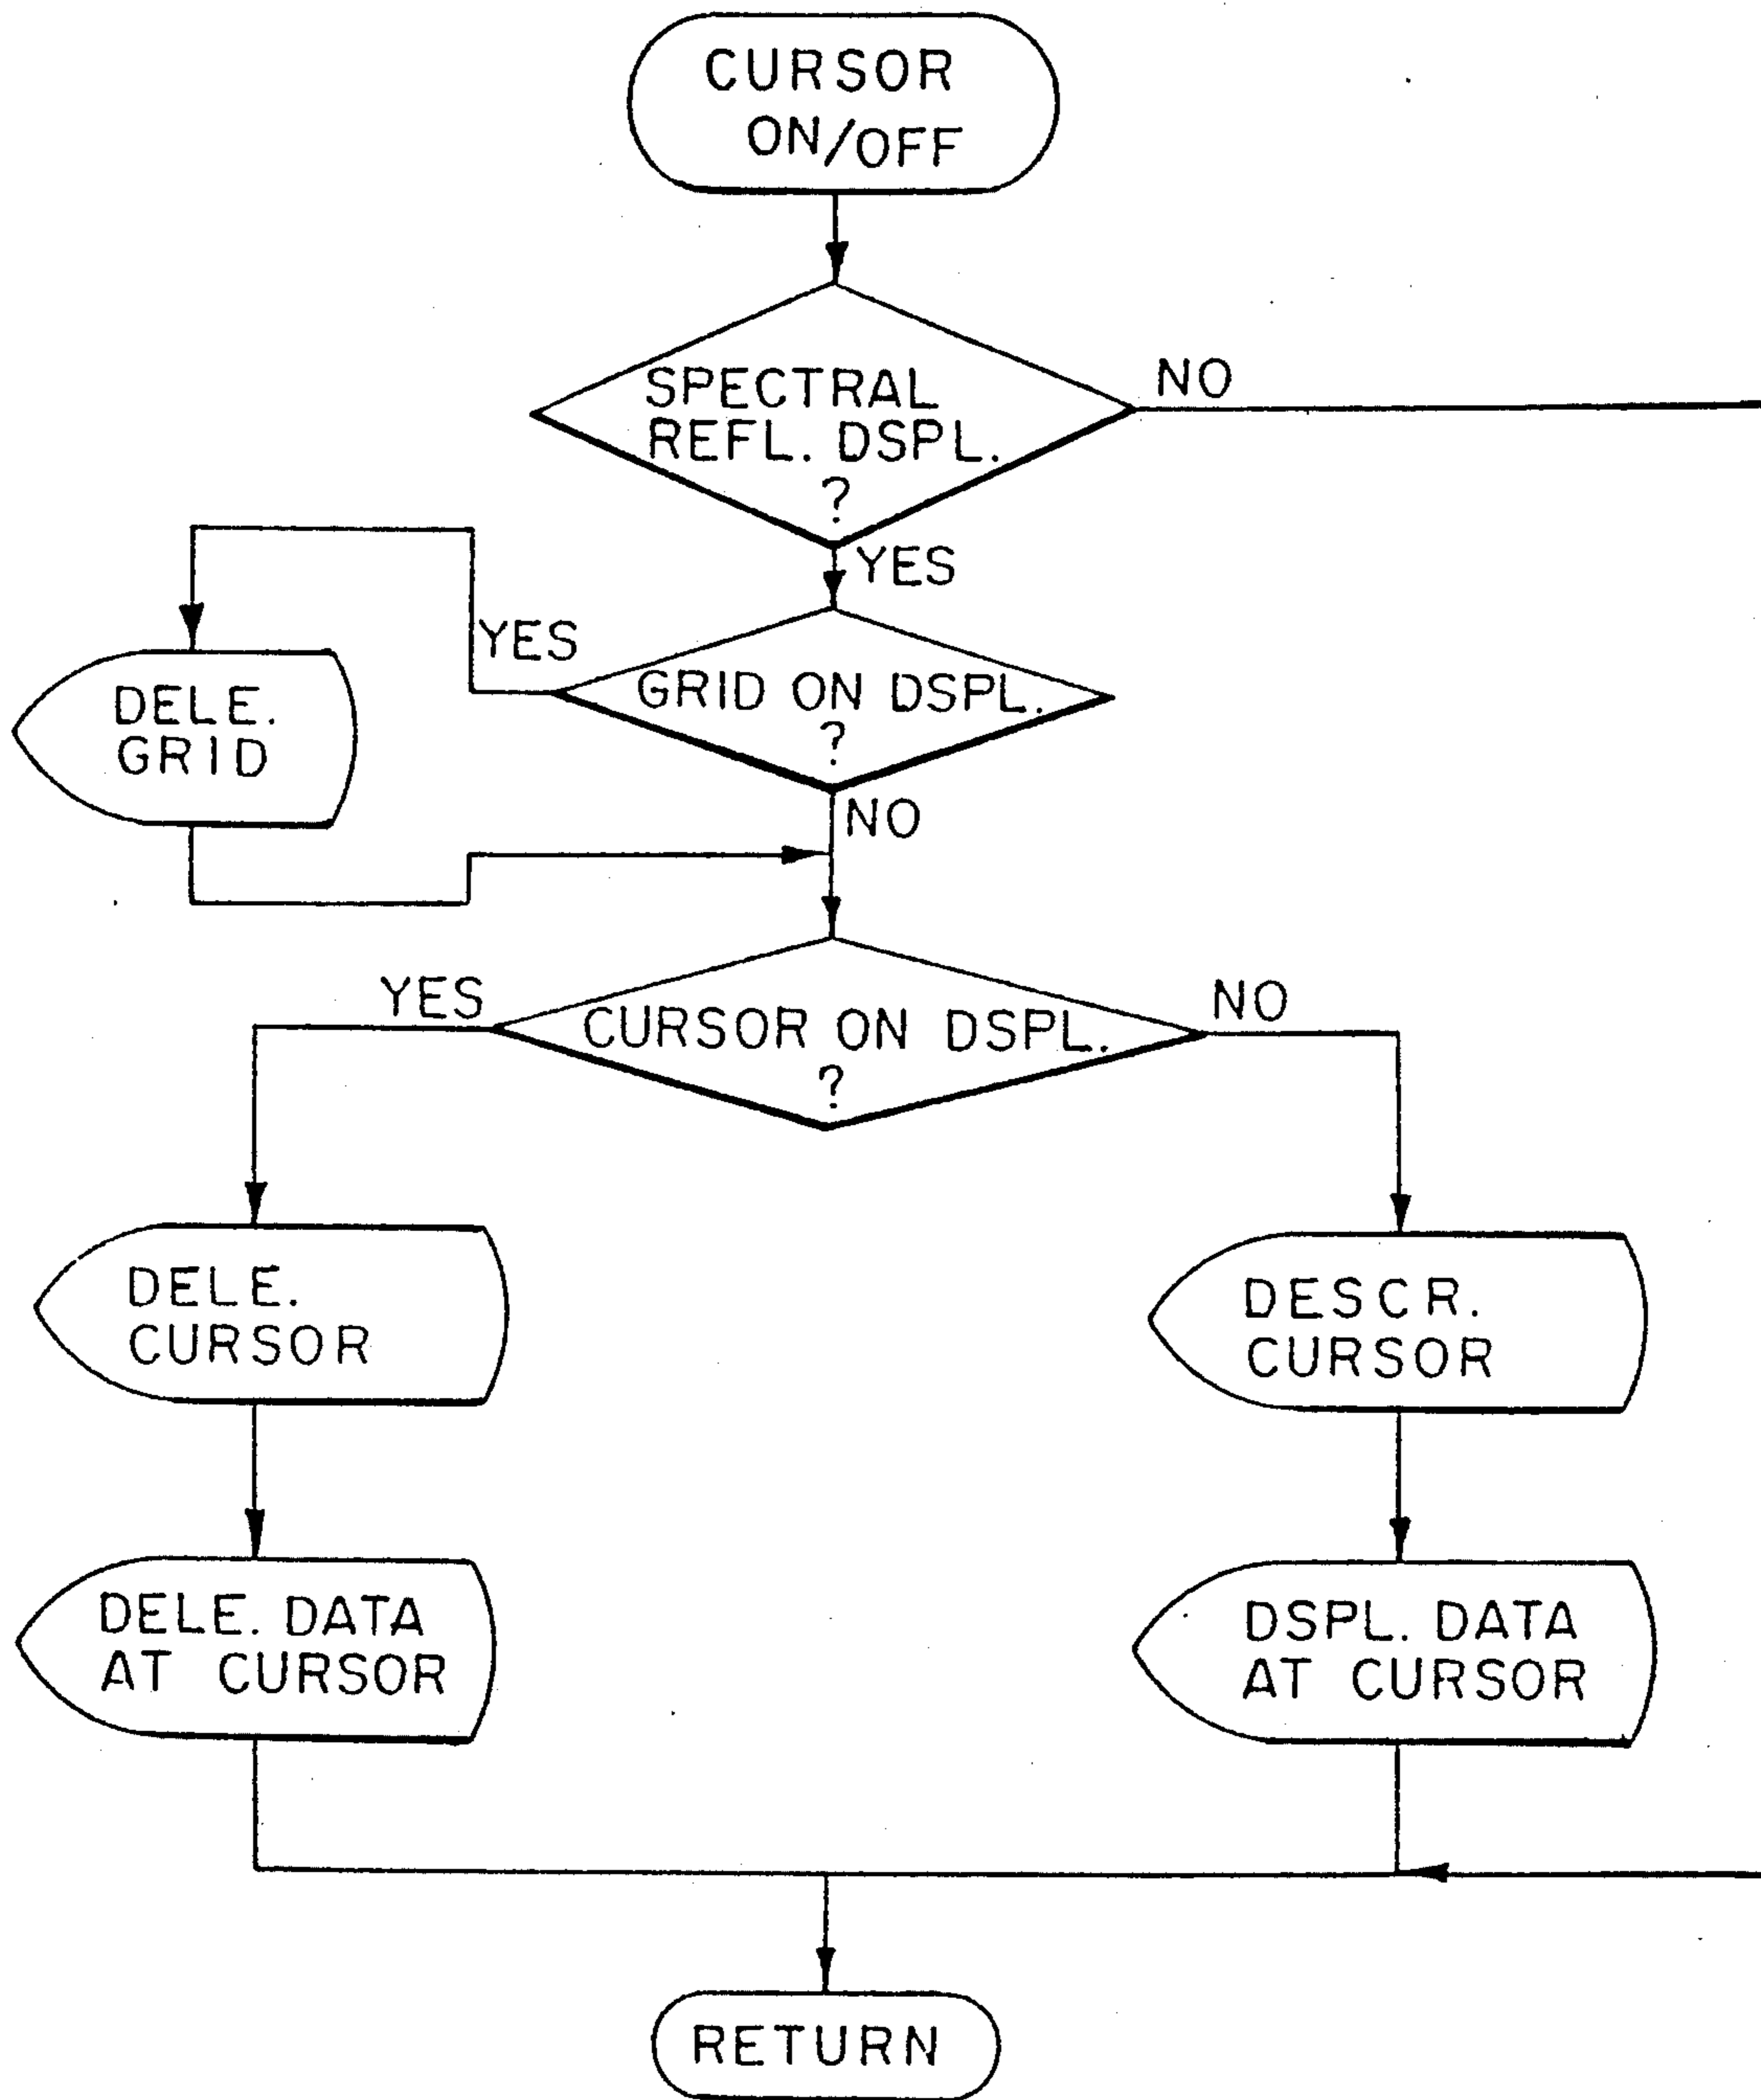 CURSOR
ON/OFF
SPECTRAL
REFL. DSPL.
?
NO
YES
YES
GRID ON DSPL.
?
DELE.
GRID
NO
YES
CURSOR ON DSPL.
?
NO
DELE.
CURSOR
DESCR.
CURSOR
DELE. DATA
AT CURSOR
DSPL. DATA
AT CURSOR
RETURN